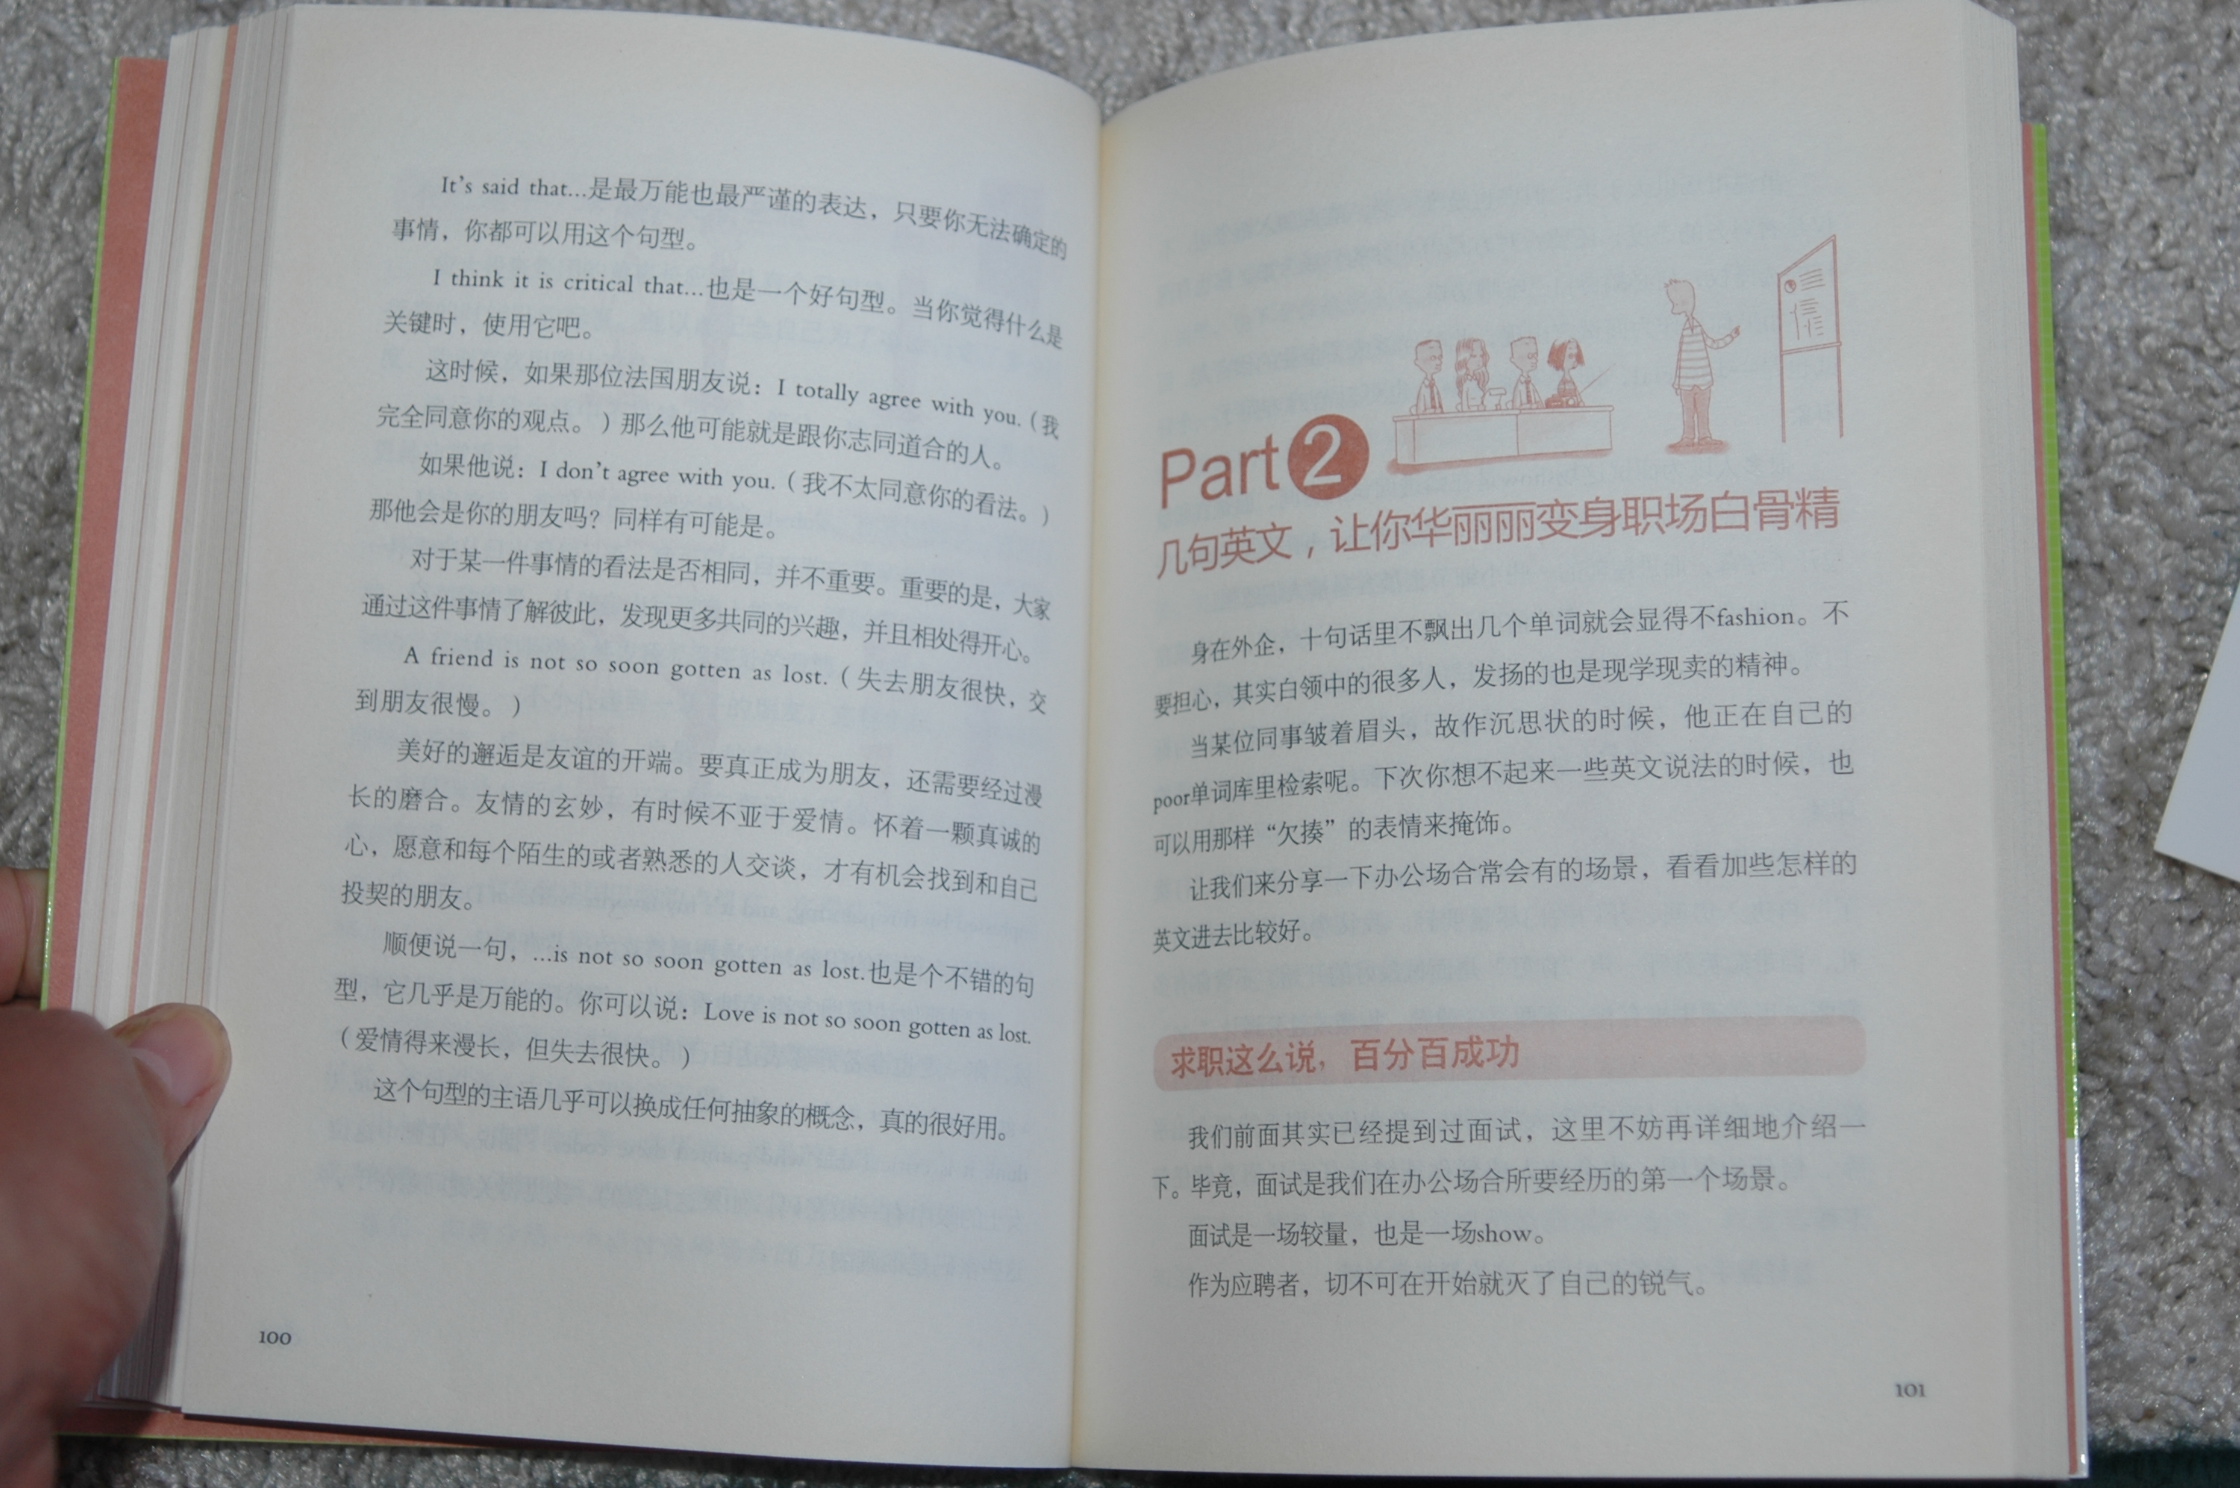 It's said that…是最万能也最严谨的表达，只要你无法确定的
事情，你都可以用这个句型。
I think it is critical that…也是一个好句型。当你觉得什么是
关键时，使用它吧。
这时候，如果那位法国朋友说：I totally agree with you.（我
完全同意你的观点。）那么他可能就是跟你志同道合的人。
如果他说：I don't agree with you.（我不太同意你的看法。）
那他会是你的朋友吗？同样有可能是。
对于某一件事情的看法是否相同，并不重要。重要的是，大家
通过这件事情了解彼此，发现更多共同的兴趣，并且相处得开心。
A friend is not so soon gotten as lost.（失去朋友很快，交
到朋友很慢。）
美好的邂逅是友谊的开端。要真正成为朋友，还需要经过漫
长的磨合。友情的玄妙，有时候不亚于爱情。怀着一颗真诚的
心，愿意和每个陌生的或者熟悉的人交谈，才有机会找到和自己
投契的朋友。
顺便说一句，…is not so soon gotten as lost.也是个不错的句
型，它几乎是万能的。你可以说：Love is not so soon gotten as lost.
（爱情得来漫长，但失去很快。）
这个句型的主语几乎可以换成任何抽象的概念，真的很好用。
100
Part 2
几句英文，让你华丽丽变身职场白骨精
身在外企，十句话里不飘出几个单词就会显得不fashion。不
要担心，其实白领中的很多人，发扬的也是现学现卖的精神。
当某位同事皱着眉头，故作沉思状的时候，他正在自己的
poor单词库里检索呢。下次你想不起来一些英文说法的时候，也
可以用那样“欠揍”的表情来掩饰。
让我们来分享一下办公场合常会有的场景，看看加些怎样的
英文进去比较好。
求职这么说，百分百成功
我们前面其实已经提到过面试，这里不妨再详细地介绍一
下。毕竟，面试是我们在办公场合所要经历的第一个场景。
面试是一场较量，也是一场show。
作为应聘者，切不可在开始就灭了自己的锐气。
101